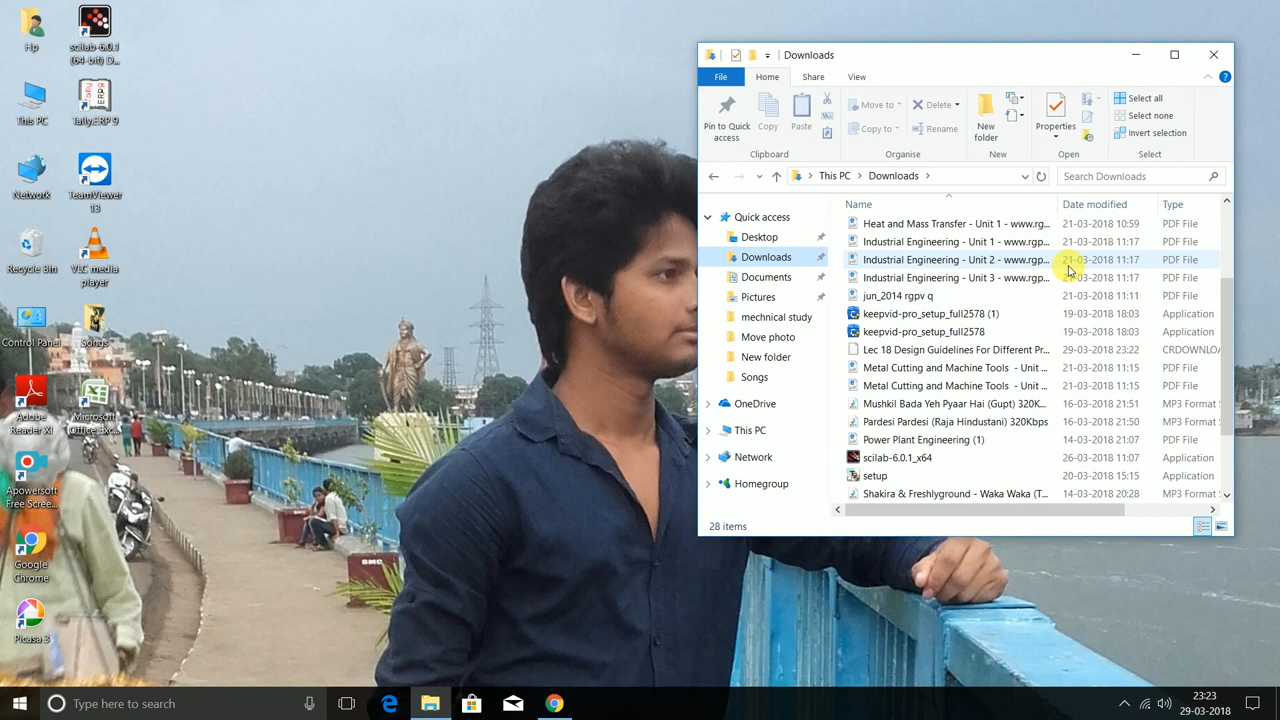 Hp
scilab-6.0.1
(64-bit) D...
This PC
Tally.ERP 9
Network
TeamViewer
13
Recycle Bin
VLC media
player
Control Panel
Songs
Adobe
Reader XI
Microsoft
Office Exc...
Apowersoft
Free Scree...
Google
Chrome
Picasa 3
BMC
Downloads
File
Home
Share
View
Pin to Quick
access
Copy
Paste
Clipboard
Move to
Copy to
Delete
Rename
Organise
New
folder
New
Properties
Open
Select all
Select none
Invert selection
Select
This PC
Downloads
Search Downloads
Quick access
Desktop
Downloads
Documents
Pictures
mechnical study
Move photo
New folder
Songs
OneDrive
This PC
Network
Homegroup
Name Date modified Type
Heat and Mass Transfer - Unit 1 - www.rg... 21-03-2018 10:59 PDF File
Industrial Engineering - Unit 1 - www.rgp... 21-03-2018 11:17 PDF File
Industrial Engineering - Unit 2 - www.rgp... 21-03-2018 11:17 PDF File
Industrial Engineering - Unit 3 - www.rgp... 21-03-2018 11:17 PDF File
jun_2014 rgpv q 21-03-2018 11:11 PDF File
keepvid-pro_setup_full2578 (1) 19-03-2018 18:03 Application
keepvid-pro_setup_full2578 19-03-2018 18:03 Application
Lec 18 Design Guidelines For Different Pr... 29-03-2018 23:22 CRDOWNLOA
Metal Cutting and Machine Tools - Unit ... 21-03-2018 11:15 PDF File
Metal Cutting and Machine Tools - Unit ... 21-03-2018 11:15 PDF File
Mushkil Bada Yeh Pyaar Hai (Gupt) 320K... 16-03-2018 21:51 MP3 Format S
Pardesi Pardesi (Raja Hindustani) 320Kbps 16-03-2018 21:50 MP3 Format S
Power Plant Engineering (1) 14-03-2018 21:07 PDF File
scilab-6.0.1_x64 26-03-2018 11:07 Application
setup 20-03-2018 15:15 Application
Shakira & Freshlyground - Waka Waka (T... 14-03-2018 20:28 MP3 Format S
28 items
Type here to search
23:23
29-03-2018